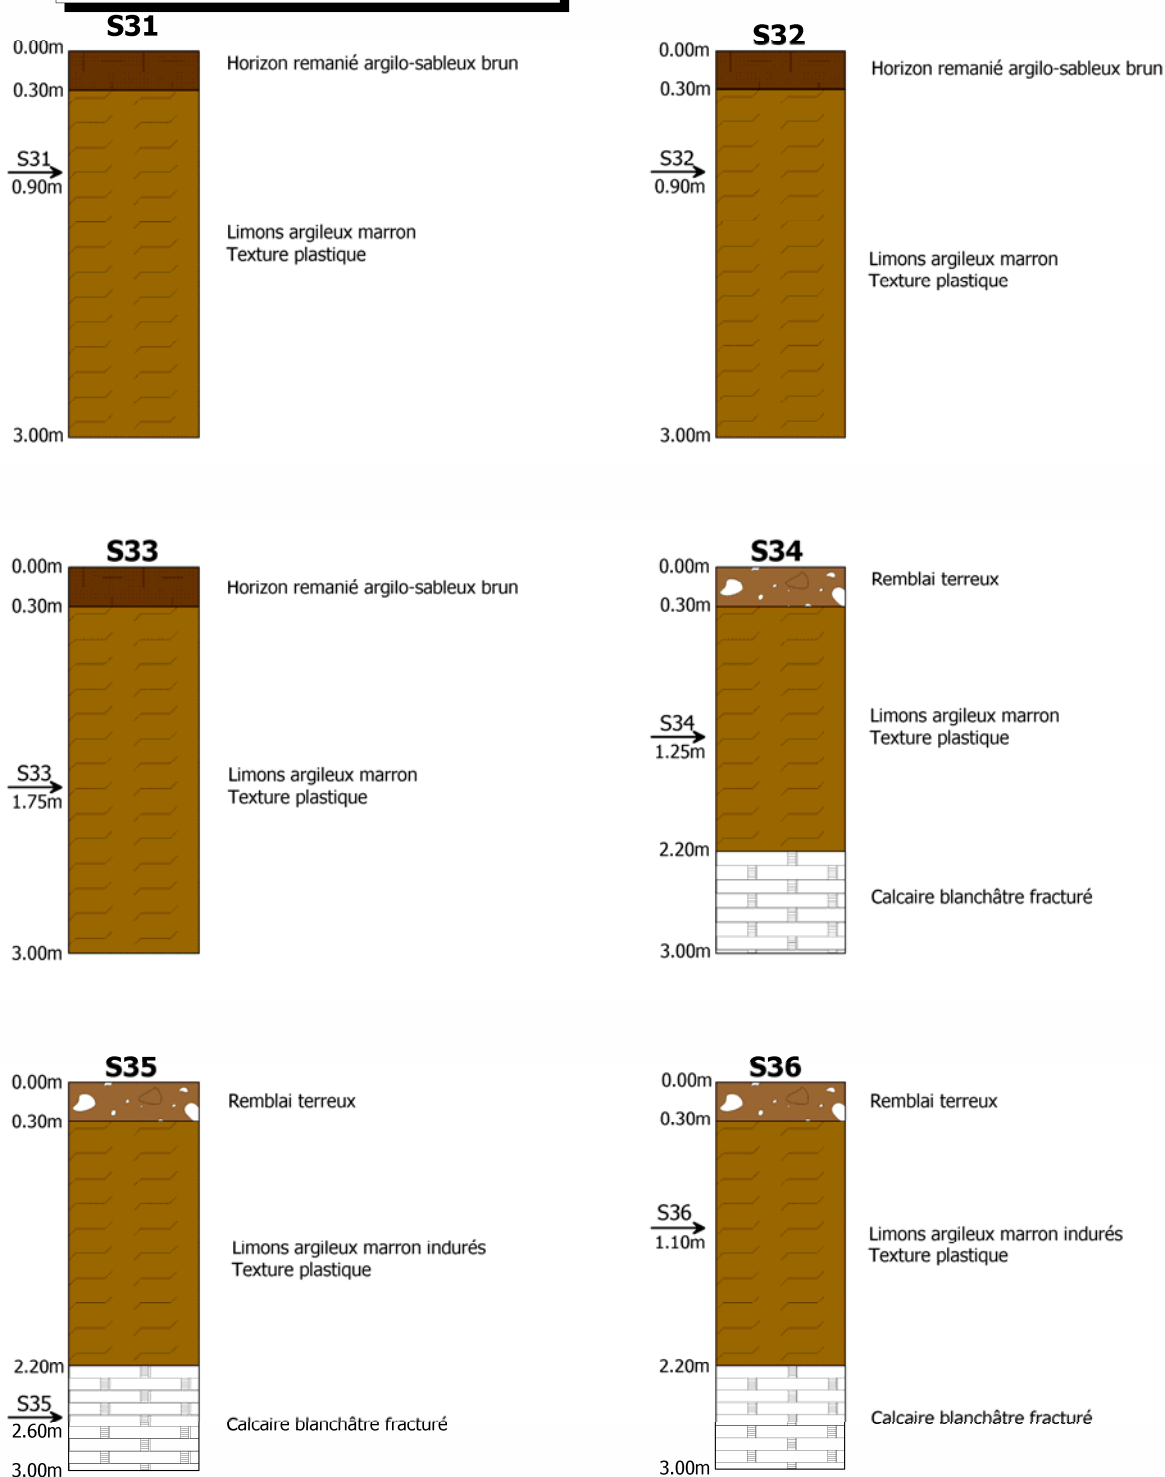 S31
0.00m
Horizon remanié argilo-sableux brun
0.30m
S31
0.90m
Limons argileux marron
Texture plastique
3.00m
S32
0.00m
Horizon remanié argilo-sableux brun
0.30m
S32
0.90m
Limons argileux marron
Texture plastique
3.00m
S33
0.00m
Horizon remanié argilo-sableux brun
0.30m
S33
1.75m
Limons argileux marron
Texture plastique
3.00m
S34
0.00m
Remblai terreux
0.30m
S34
1.25m
Limons argileux marron
Texture plastique
2.20m
Calcaire blanchâtre fracturé
3.00m
S35
0.00m
Remblai terreux
0.30m
Limons argileux marron indurés
Texture plastique
2.20m
S35
2.60m
Calcaire blanchâtre fracturé
3.00m
S36
0.00m
Remblai terreux
0.30m
S36
1.10m
Limons argileux marron indurés
Texture plastique
2.20m
Calcaire blanchâtre fracturé
3.00m